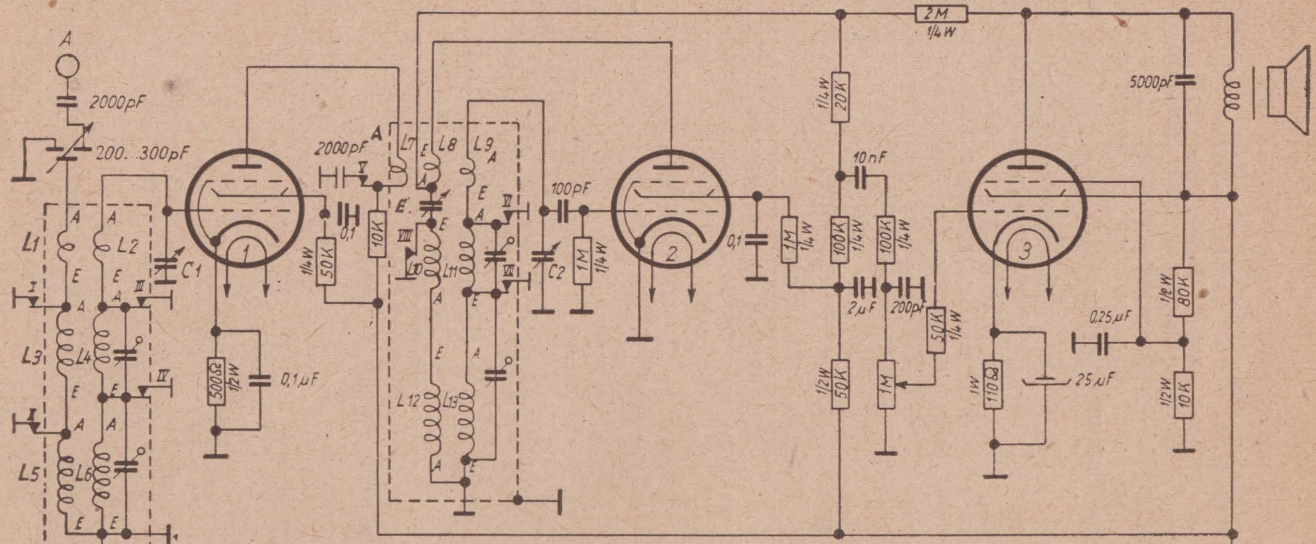 A
2000pF
200...300pF
L1
A
E
L2
A
E
A
I
A
III
C1
L3
L4
E
E
IV
II
A
A
L5
L6
E
E
1
500Ω
1/2W
0,1µF
2000pF
V
1/4W
50K
0,1
10K
A
L7
E
L8
E
A
L9
A
E
E
A
VI
VIII
L10
L11
A
E
VII
E
A
L12
L13
A
E
C2
100pF
1M
1/4W
2
0,1
1M
1/4W
2M
1/4W
1/4W
20K
10nF
100K
1/4W
100K
1/4W
2µF
200pF
1/2W
50K
1M
50K
1/4W
3
1W
110Ω
25µF
0,25µF
5000pF
1/2W
80K
1/2W
10K